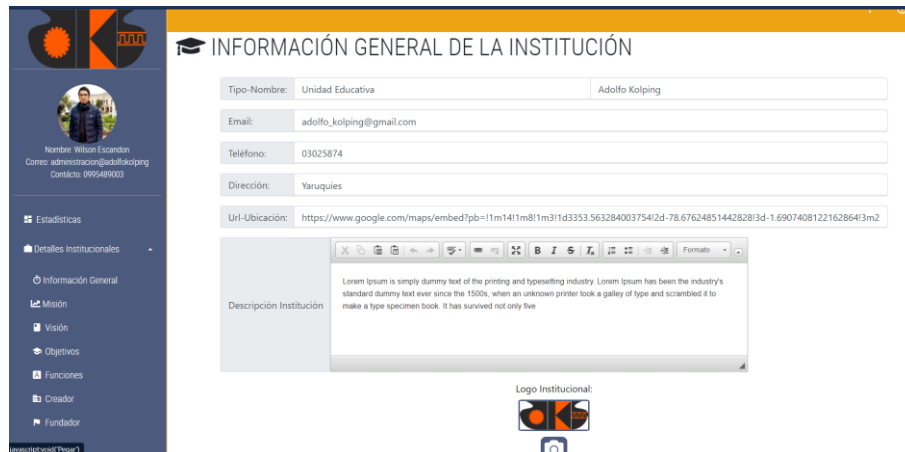 Nombre: Wilson Escandon
Correo: administracion@adolfokolping
Contácto: 0995489003
Estadísticas
Detalles Institucionales
Información General
Misión
Visión
Objetivos
Funciones
Creador
Fundador
javascript:void('Pegar')
INFORMACIÓN GENERAL DE LA INSTITUCIÓN
Tipo-Nombre: Unidad Educativa Adolfo Kolping
Email: adolfo_kolping@gmail.com
Teléfono: 03025874
Dirección: Yaruquies
Url-Ubicación: https://www.google.com/maps/embed?pb=!1m14!1m8!1m3!1d3353.563284003754!2d-78.67624851442828!3d-1.6907408122162864!3m2
Descripción Institución
B I S Tx Formato
Lorem Ipsum is simply dummy text of the printing and typesetting industry. Lorem Ipsum has been the industry's
standard dummy text ever since the 1500s, when an unknown printer took a galley of type and scrambled it to
make a type specimen book. It has survived not only five
Logo Institucional: